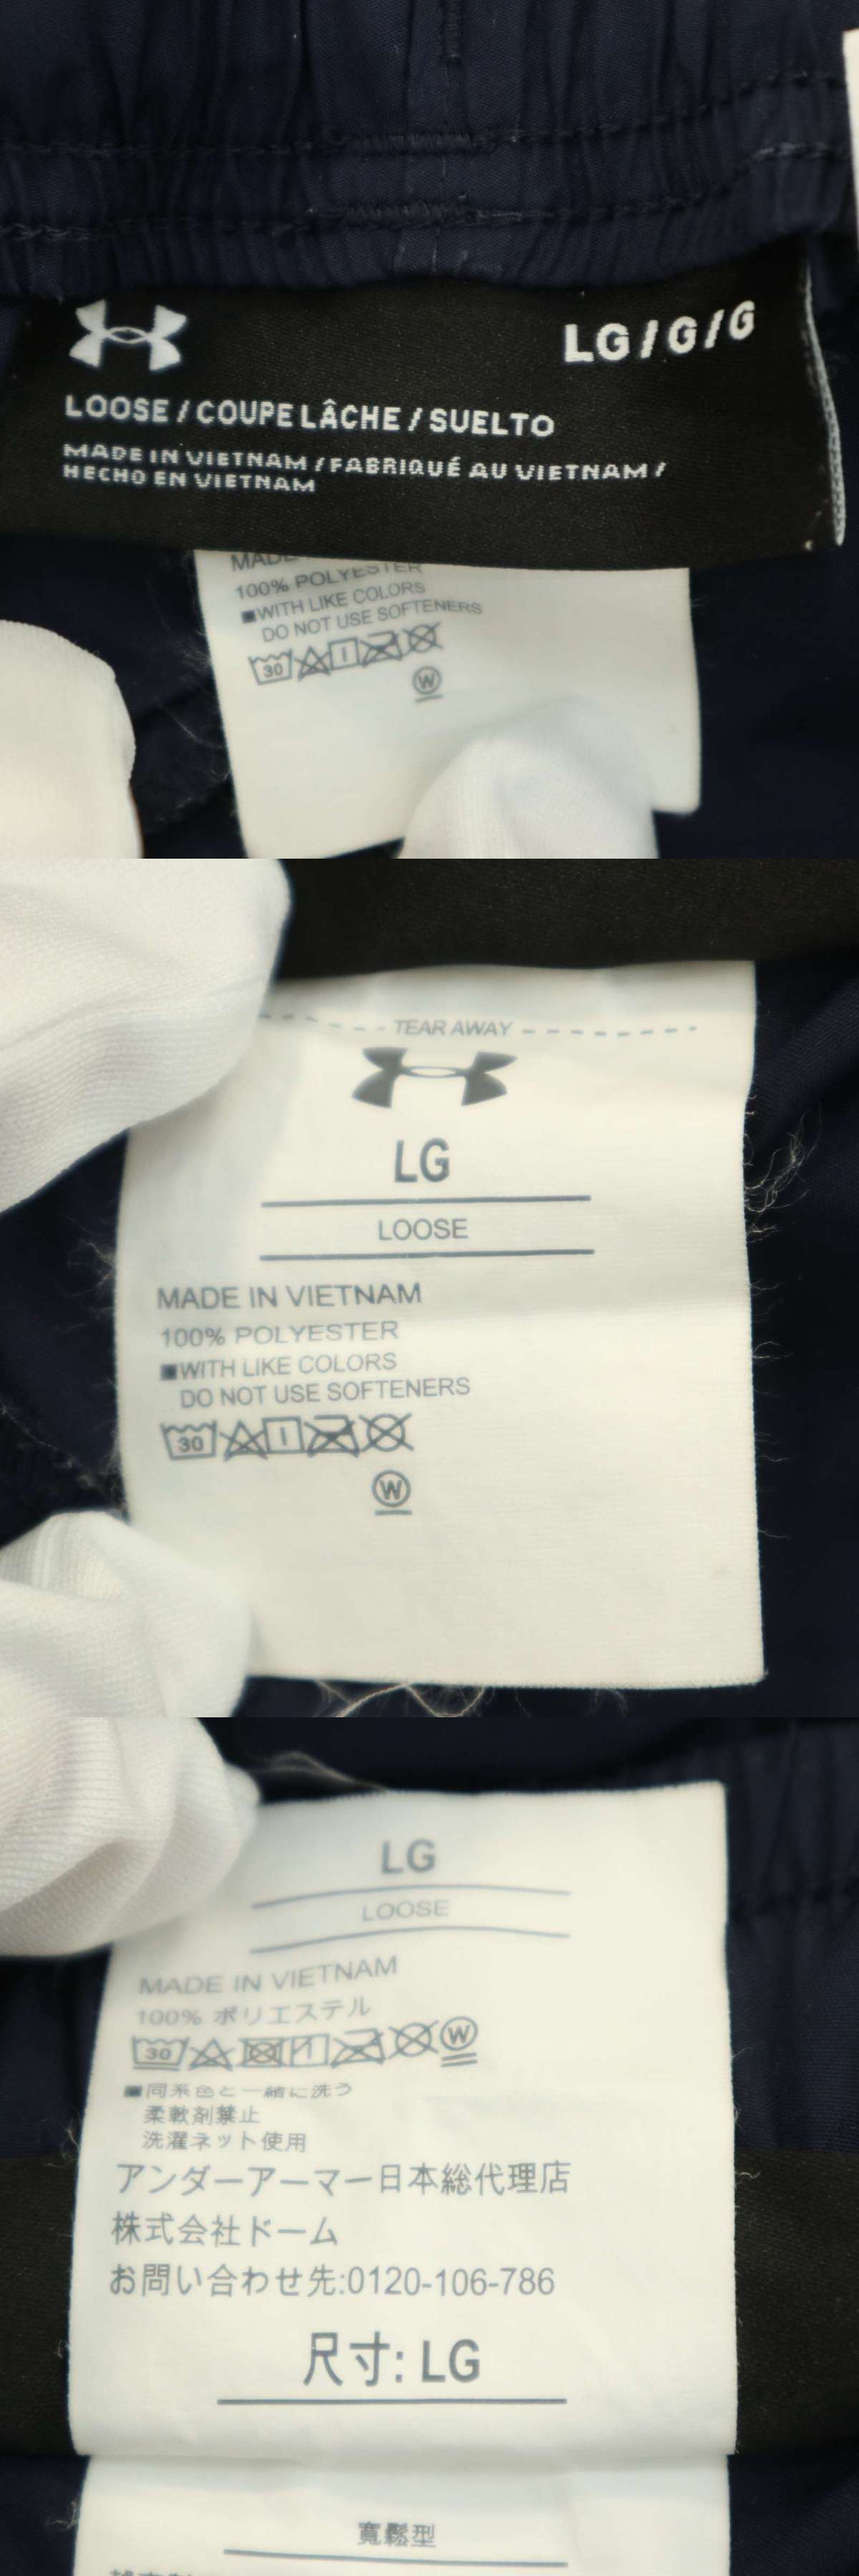 LG/G/G
LOOSE / COUPE LÂCHE / SUELTO
MADE IN VIETNAM / FABRIQUÉ AU VIETNAM /
HECHO EN VIETNAM
MADE
100% POLYESTER
■WITH LIKE COLORS
DO NOT USE SOFTENERS
30
W
TEAR AWAY
LG
LOOSE
MADE IN VIETNAM
100% POLYESTER
■WITH LIKE COLORS
DO NOT USE SOFTENERS
30
W
LG
LOOSE
MADE IN VIETNAM
100% ポリエステル
30 W
■同系色と一緒に洗う
柔軟剤禁止
洗濯ネット使用
アンダーアーマー日本総代理店
株式会社ドーム
お問い合わせ先:0120-106-786
尺寸: LG
寬鬆型